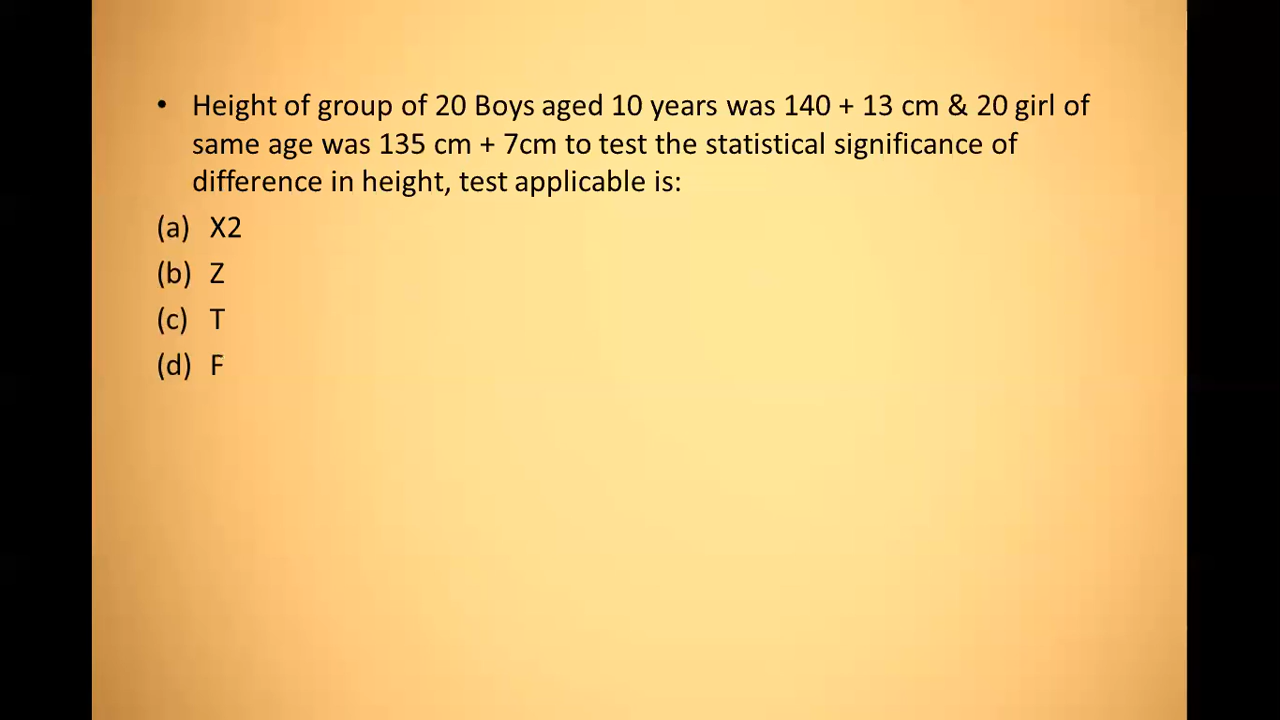 • Height of group of 20 Boys aged 10 years was 140 + 13 cm & 20 girl of
same age was 135 cm + 7cm to test the statistical significance of
difference in height, test applicable is:
(a) X2
(b) Z
(c) T
(d) F